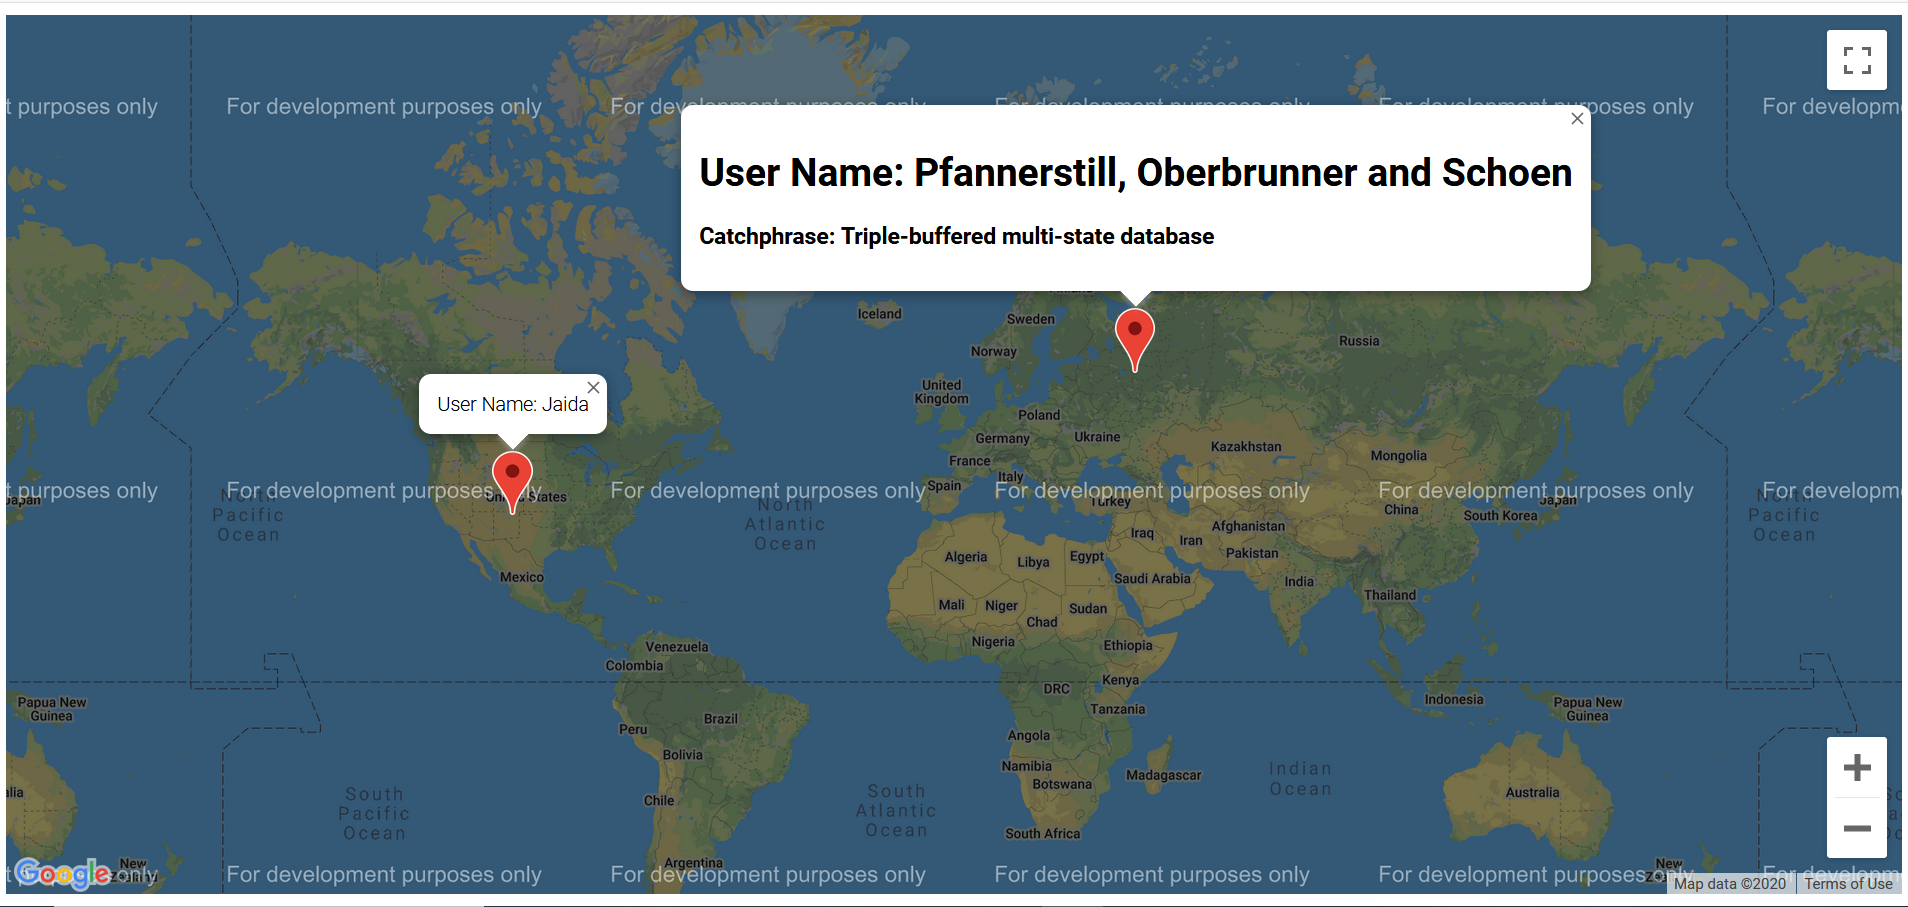 t purposes only
For development purposes only
For dev
For development purposes only
purposes only
For developm
User Name: Pfannerstill, Oberbrunner and Schoen
Catchphrase: Triple-buffered multi-state database
Iceland
Sweden
Norway
Russia
United
Kingdom
User Name: Jaida
Poland
Germany
Ukraine
Kazakhstan
Mongolia
France
Italy
Spain
t purposes only
For development purposes only
For development purposes only
For development purposes only
For development purposes only
For developm
United States
Japan
Turkey
Japan
North
Pacific
Ocean
North
Atlantic
Ocean
China
South Korea
North
Pacific
Ocean
Afghanistan
Iraq
Iran
Pakistan
Algeria
Libya
Egypt
Saudi Arabia
India
Mexico
Thailand
Mali
Niger
Sudan
Chad
Nigeria
Ethiopia
Venezuela
Colombia
Kenya
DRC
Papua New
Guinea
Indonesia
Papua New
Guinea
Tanzania
Brazil
Peru
Angola
Bolivia
Namibia
Botswana
Madagascar
Indian
Ocean
Australia
alia
South
Pacific
Ocean
Chile
South
Atlantic
Ocean
South Africa
Argentina
New
Zealand
New
Google
t purposes only
For development purposes only
For development purposes only
For development purposes only
For development purposes only
Map data ©2020
Terms of Use